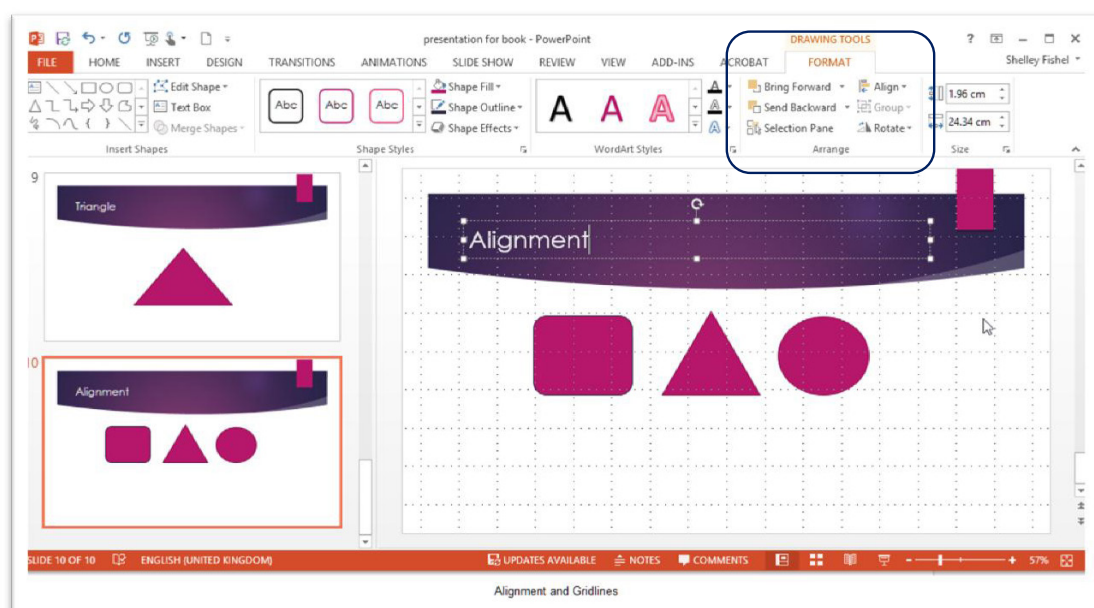 presentation for book - PowerPoint
DRAWING TOOLS
?
FILE HOME INSERT DESIGN TRANSITIONS ANIMATIONS SLIDE SHOW REVIEW VIEW ADD-INS ACROBAT FORMAT Shelley Fishel
Edit Shape
Text Box
Merge Shapes
Insert Shapes
Abc Abc Abc
Shape Fill
Shape Outline
Shape Effects
Shape Styles
A A A
A
A
A
WordArt Styles
Bring Forward
Send Backward
Selection Pane
Align
Group
Rotate
Arrange
1.96 cm
24.34 cm
Size
9
Triangle
10
Alignment
Alignment
SLIDE 10 OF 10 ENGLISH (UNITED KINGDOM) UPDATES AVAILABLE NOTES COMMENTS - + 57%
Alignment and Gridlines